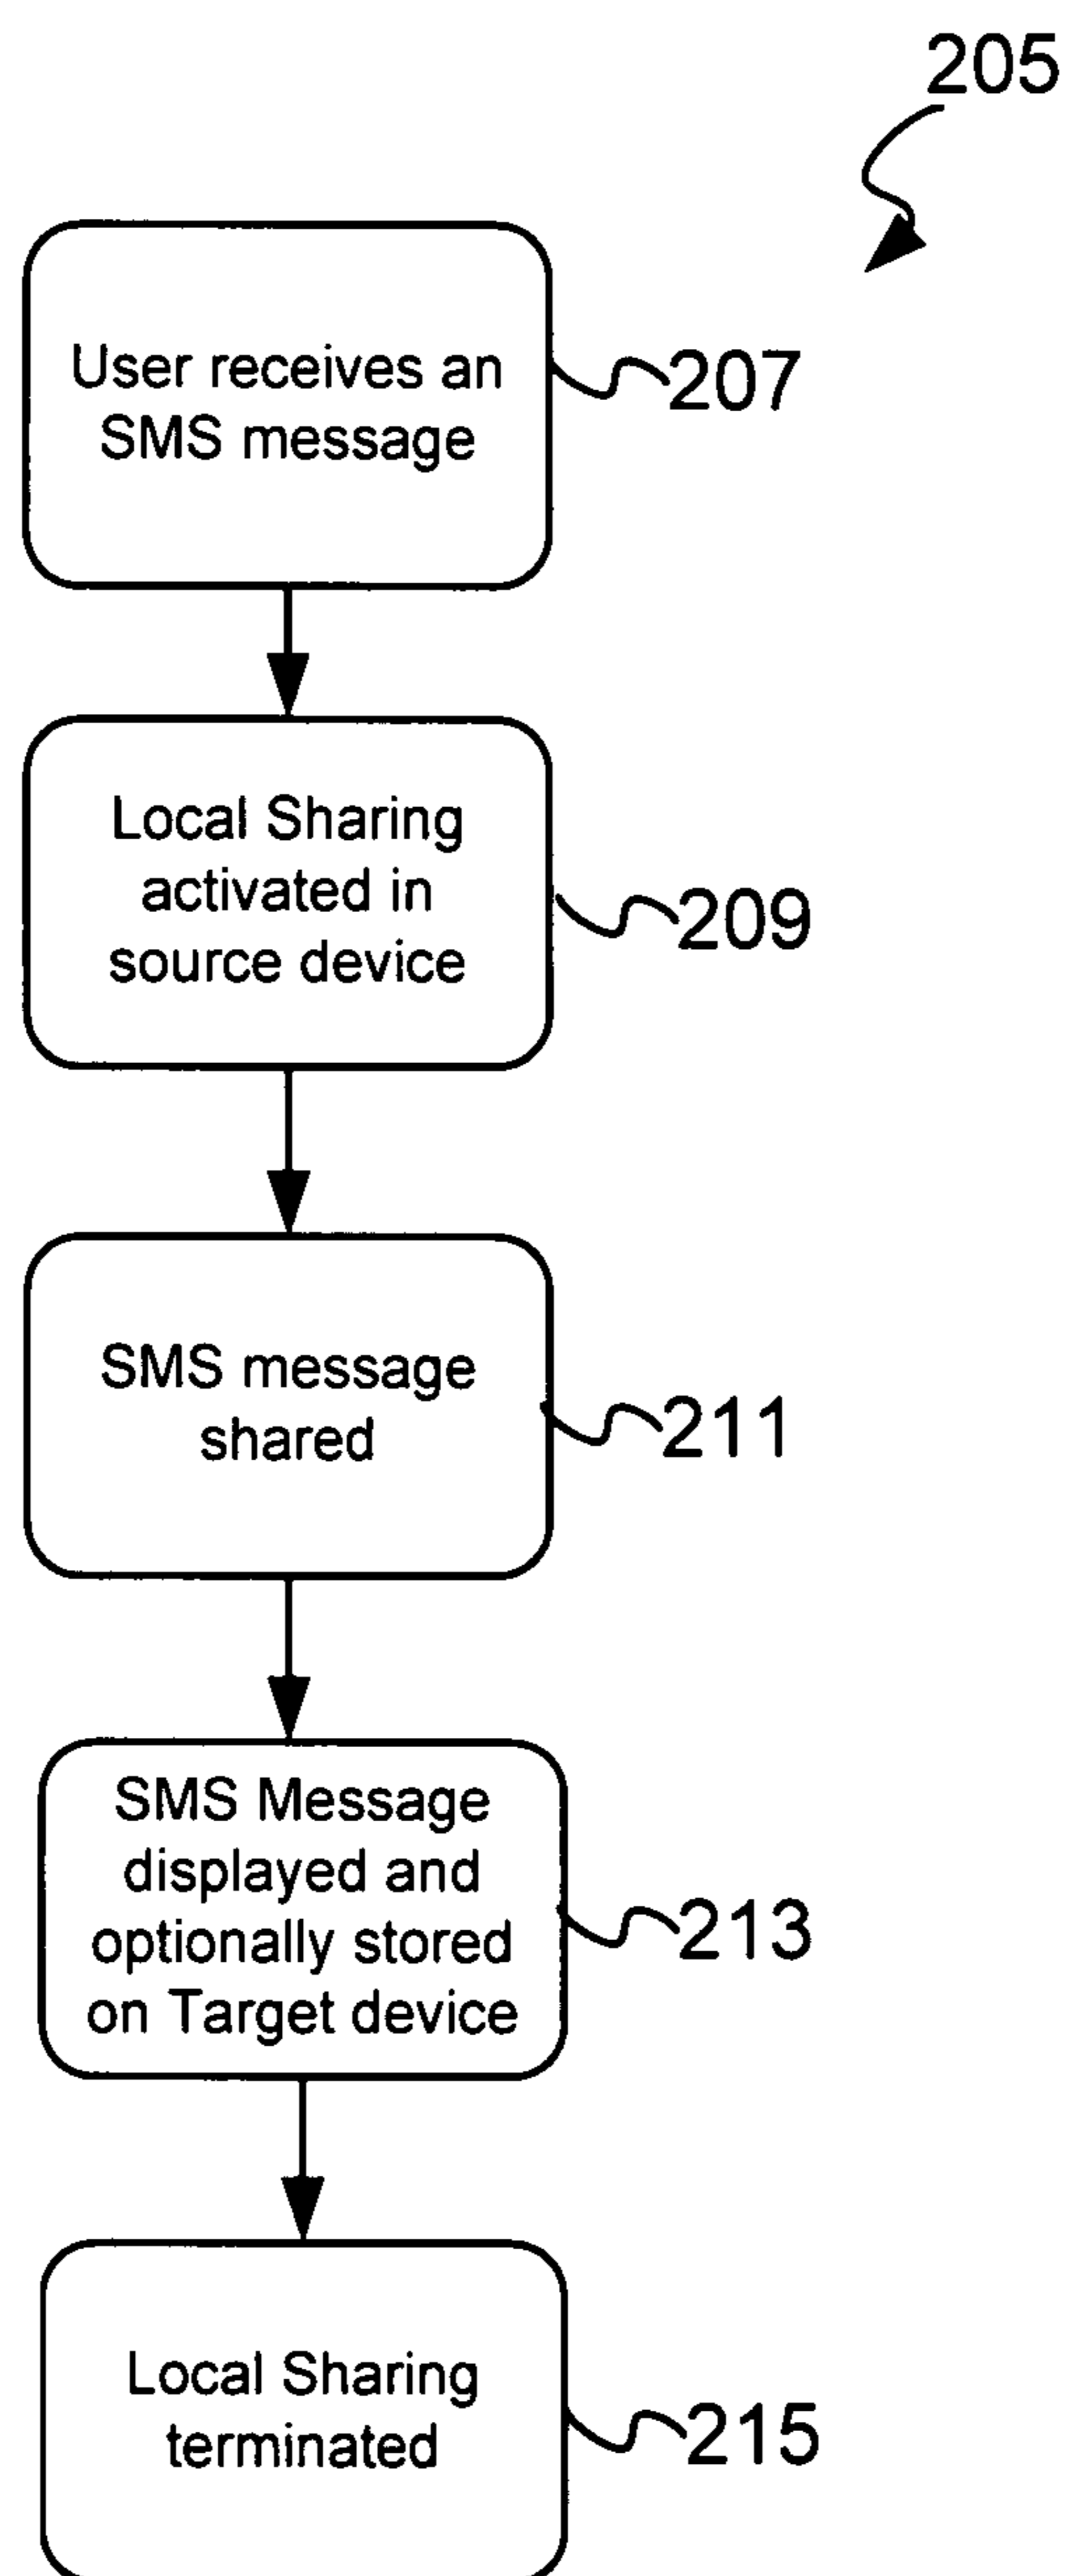 205
User receives an
SMS message
207
Local Sharing
activated in
source device
209
SMS message
shared
211
SMS Message
displayed and
optionally stored
on Target device
213
Local Sharing
terminated
215